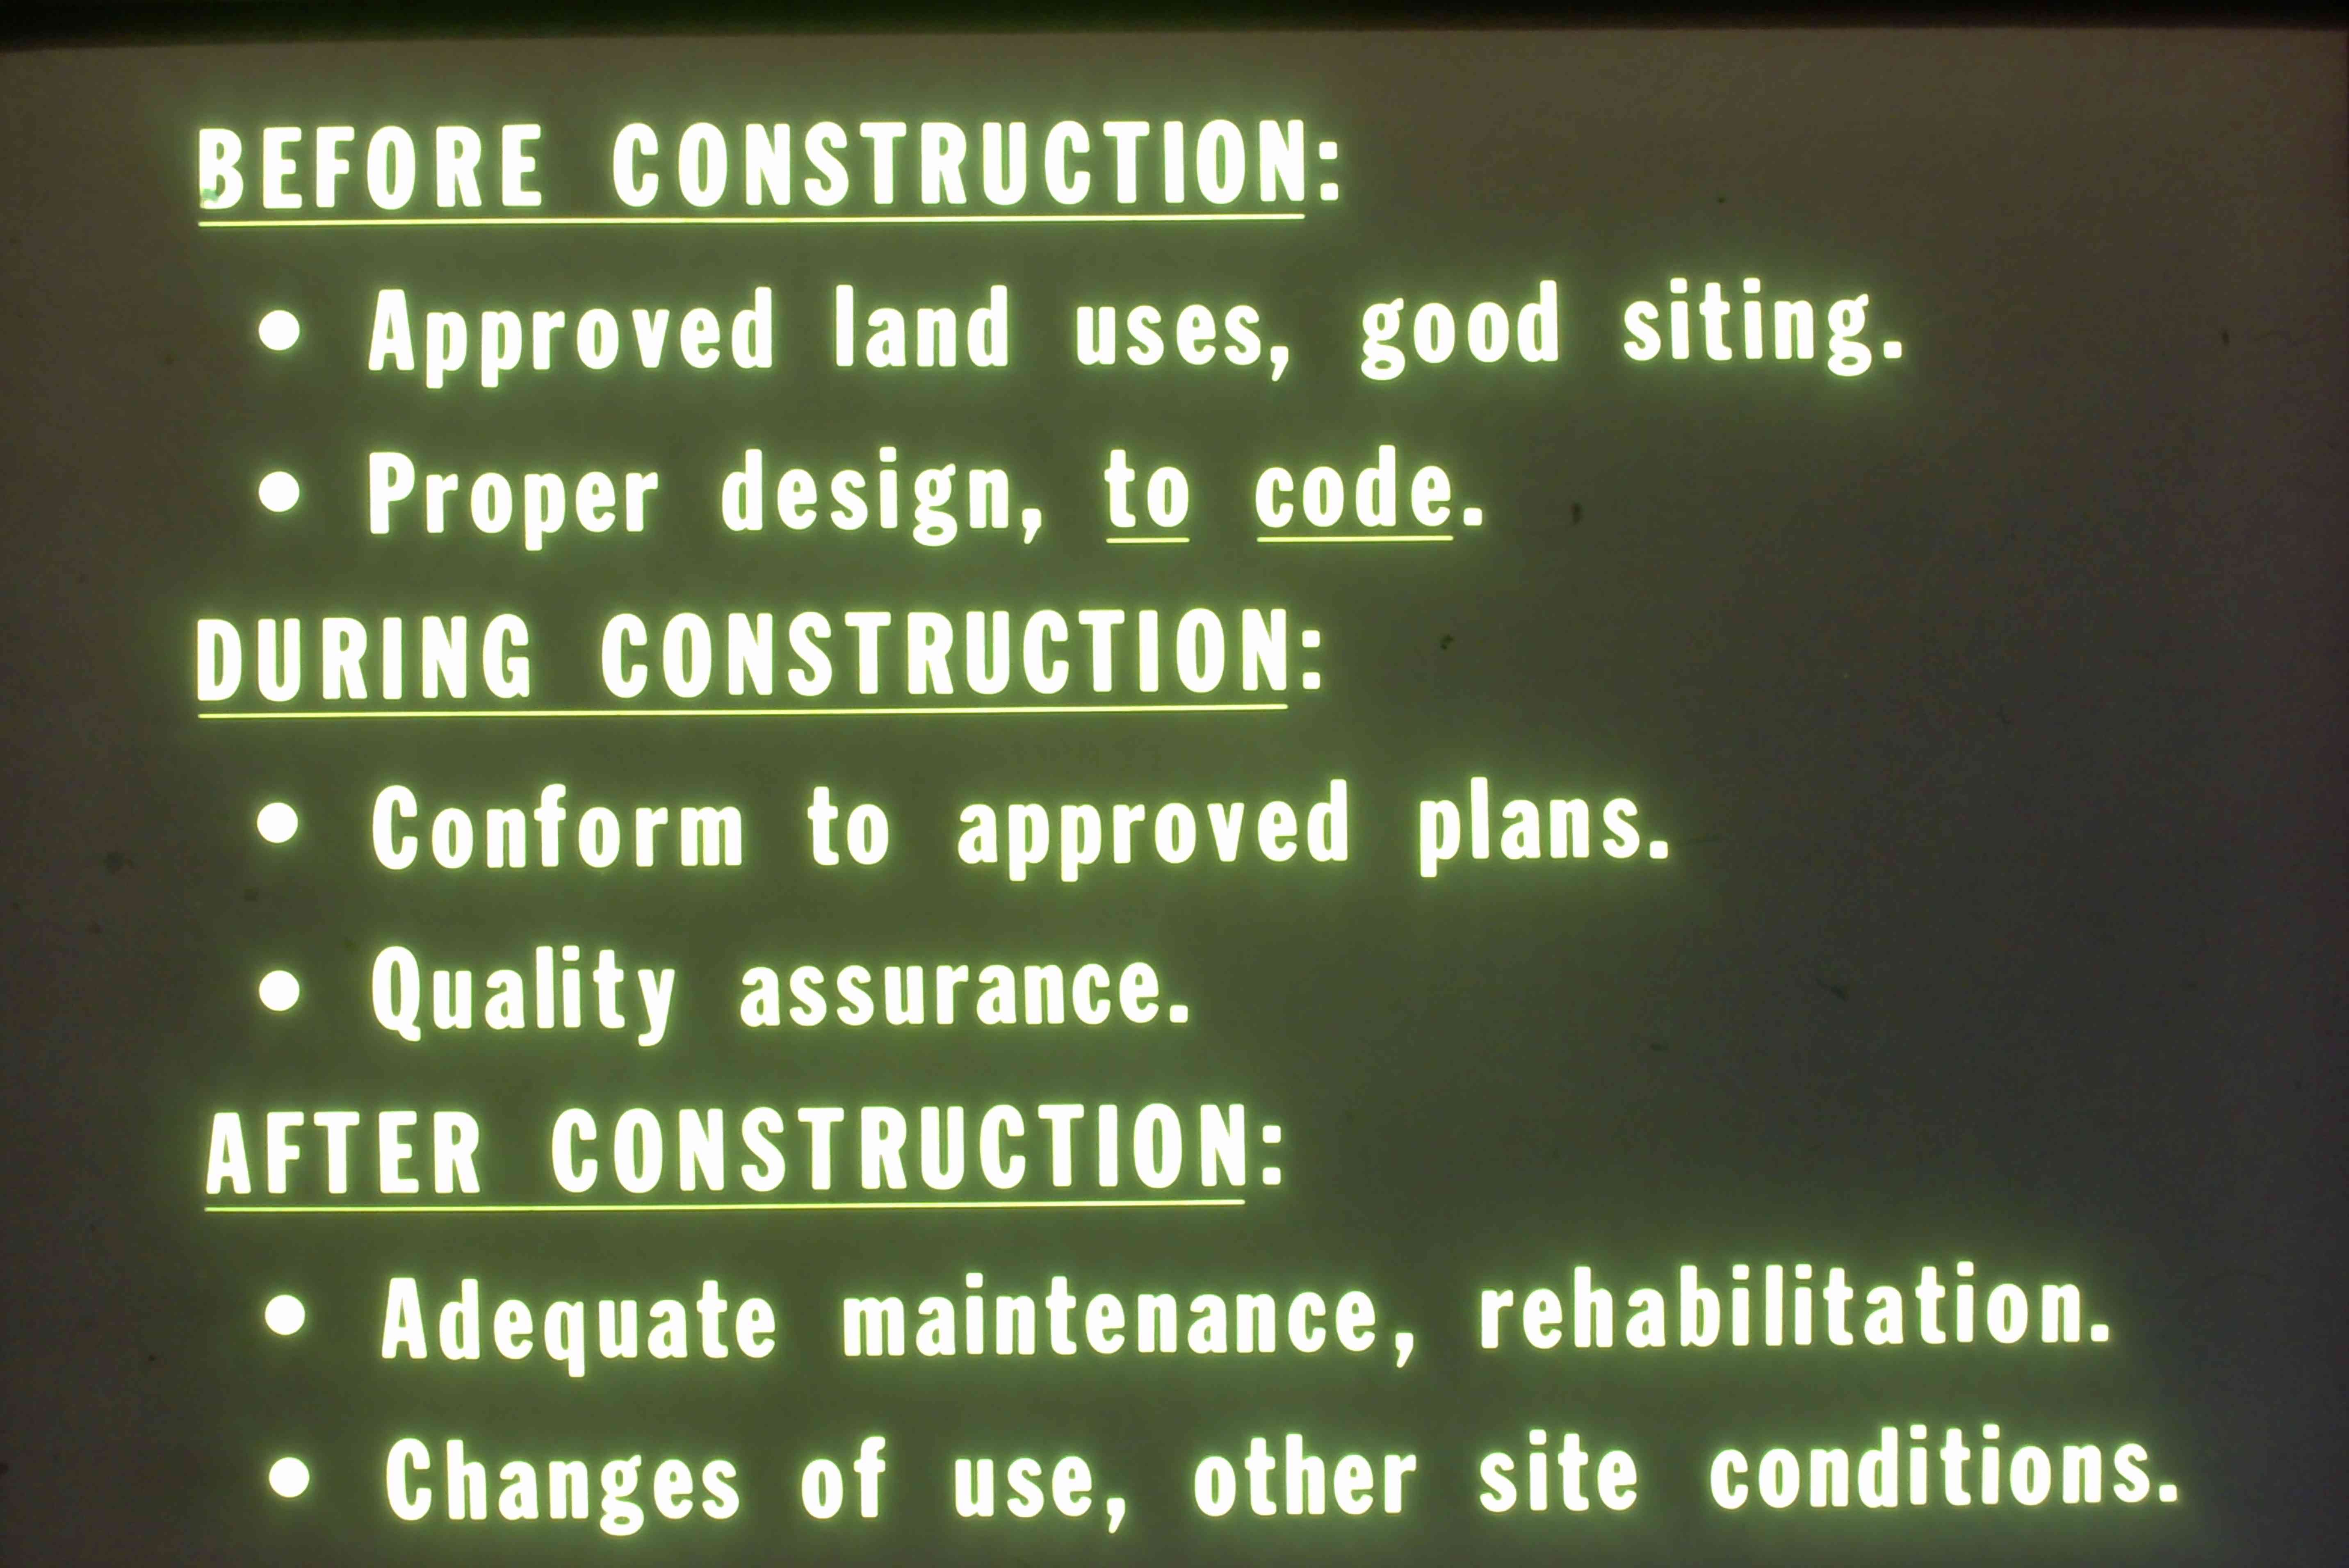 BEFORE CONSTRUCTION:
• Approved land uses, good siting.
• Proper design, to code.
DURING CONSTRUCTION:
• Conform to approved plans.
• Quality assurance.
AFTER CONSTRUCTION:
• Adequate maintenance, rehabilitation.
• Changes of use, other site conditions.